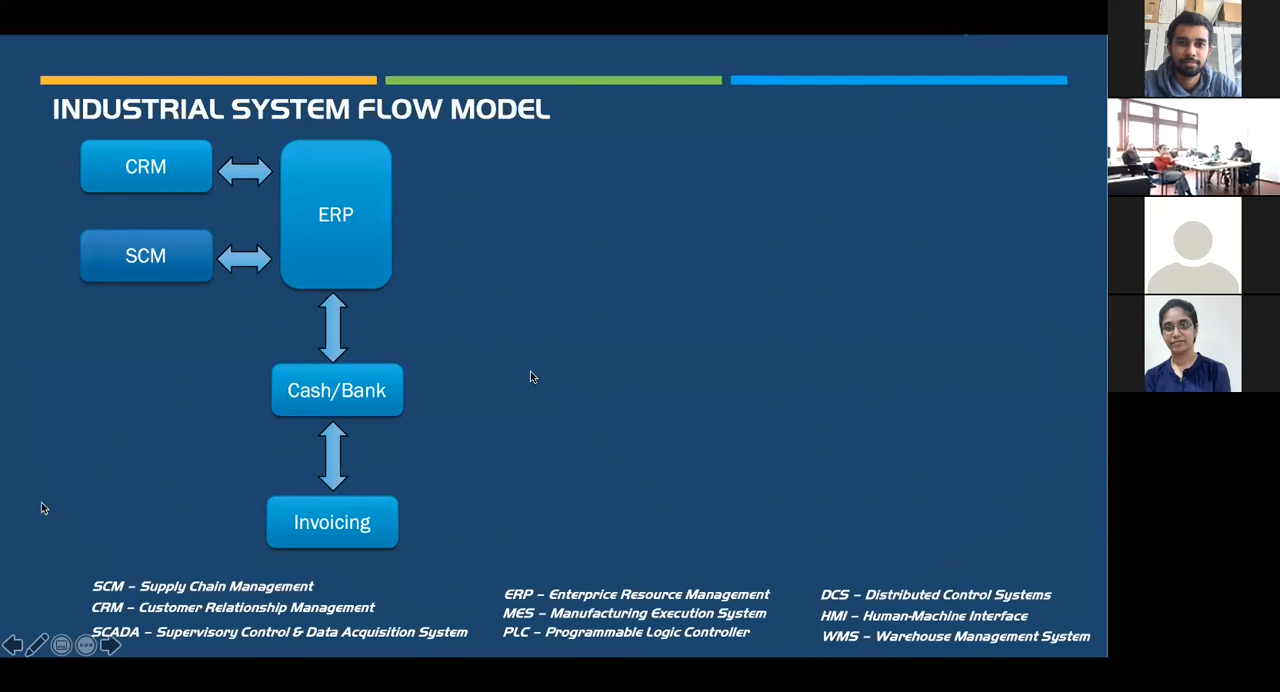 INDUSTRIAL SYSTEM FLOW MODEL
CRM
ERP
SCM
Cash/Bank
Invoicing
SCM – Supply Chain Management
CRM – Customer Relationship Management
SCADA – Supervisory Control & Data Acquisition System
ERP – Enterprice Resource Management
MES – Manufacturing Execution System
PLC – Programmable Logic Controller
DCS – Distributed Control Systems
HMI – Human-Machine Interface
WMS – Warehouse Management System